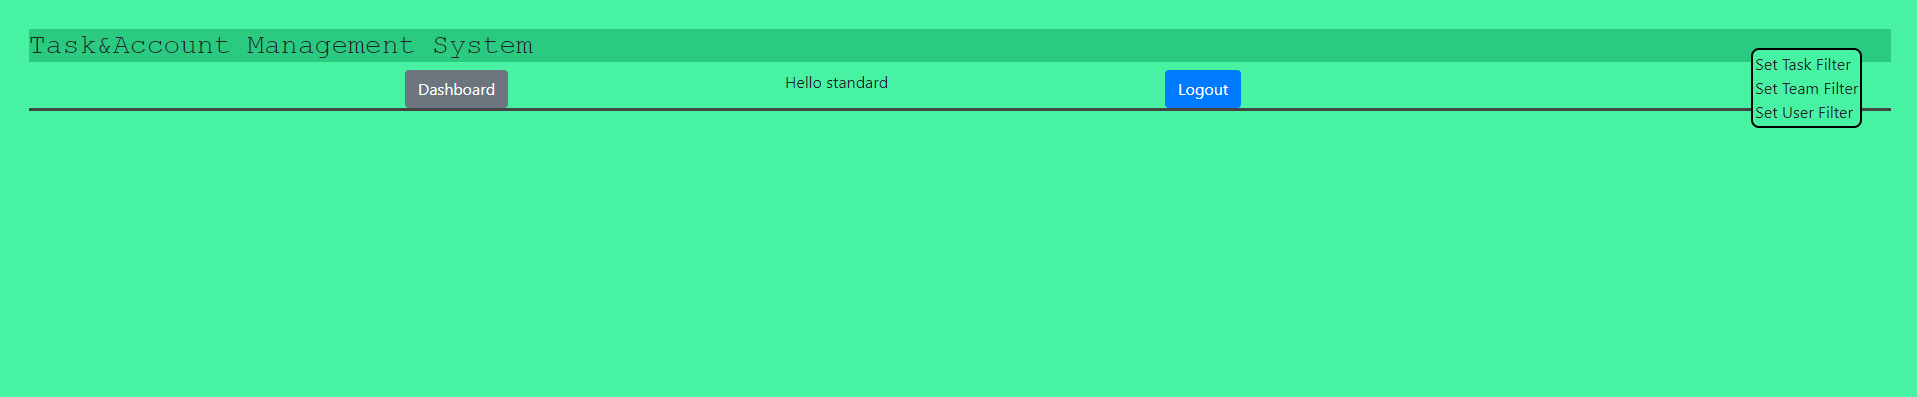 Task&Account Management System
Dashboard
Hello standard
Logout
Set Task Filter
Set Team Filter
Set User Filter